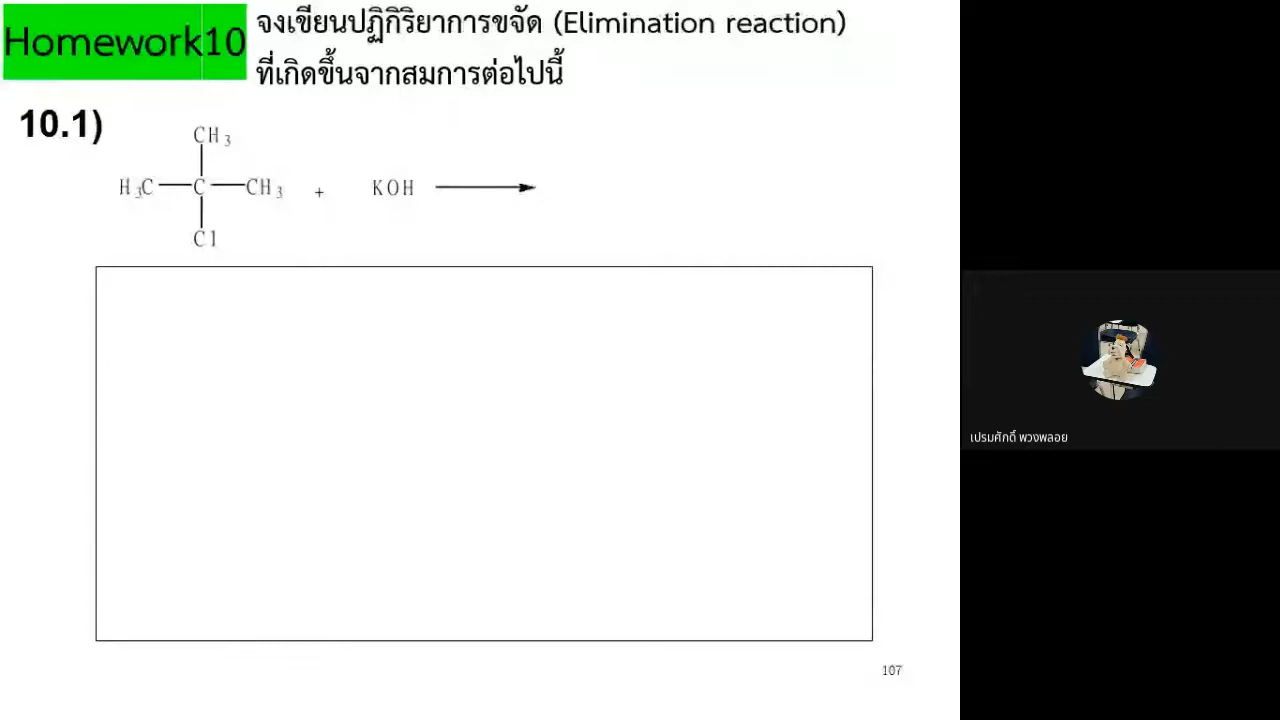 Homework10
จงเขียนปฏิกิริยาการขจัด (Elimination reaction)
ที่เกิดขึ้นจากสมการต่อไปนี้
10.1)
CH3
H3C C CH3 + KOH
Cl
เปรมศักดิ์ พวงพลอย
107